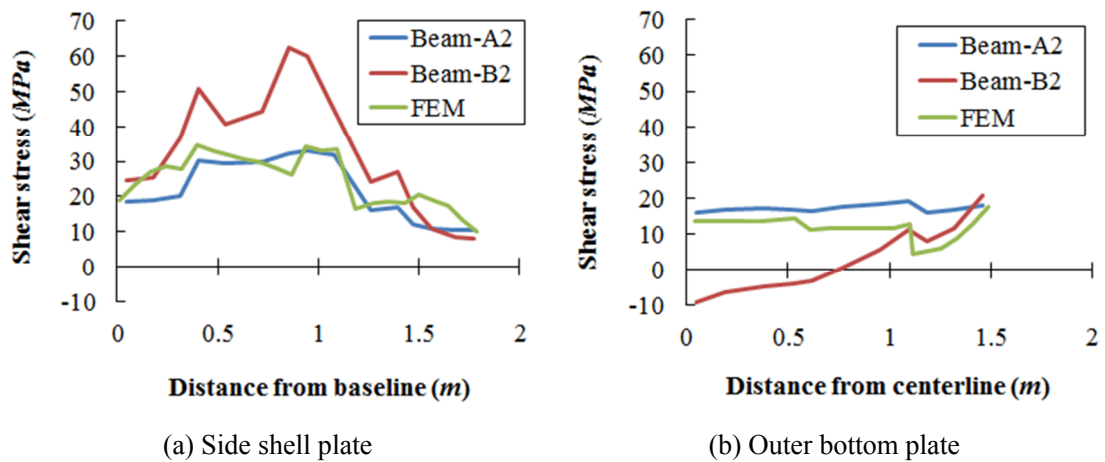 70
60
50
40
30
20
10
0
-10
Shear stress (MPa)
Beam-A2
Beam-B2
FEM
0
0.5
1
1.5
2
Distance from baseline (m)
(a) Side shell plate
70
60
50
40
30
20
10
0
-10
Shear stress (MPa)
Beam-A2
Beam-B2
FEM
0
0.5
1
1.5
2
Distance from centerline (m)
(b) Outer bottom plate